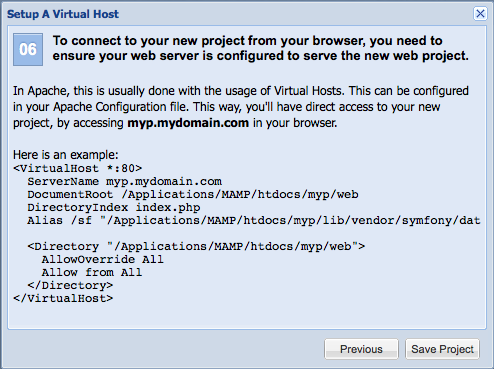 Setup A Virtual Host
06
To connect to your new project from your browser, you need to
ensure your web server is configured to serve the new web project.
In Apache, this is usually done with the usage of Virtual Hosts. This can be configured
in your Apache Configuration file. This way, you'll have direct access to your new
project, by accessing myp.mydomain.com in your browser.
Here is an example:
<VirtualHost *:80>
  ServerName myp.mydomain.com
  DocumentRoot /Applications/MAMP/htdocs/myp/web
  DirectoryIndex index.php
  Alias /sf "/Applications/MAMP/htdocs/myp/lib/vendor/symfony/dat
  <Directory "/Applications/MAMP/htdocs/myp/web">
    AllowOverride All
    Allow from All
  </Directory>
</VirtualHost>
Previous
Save Project